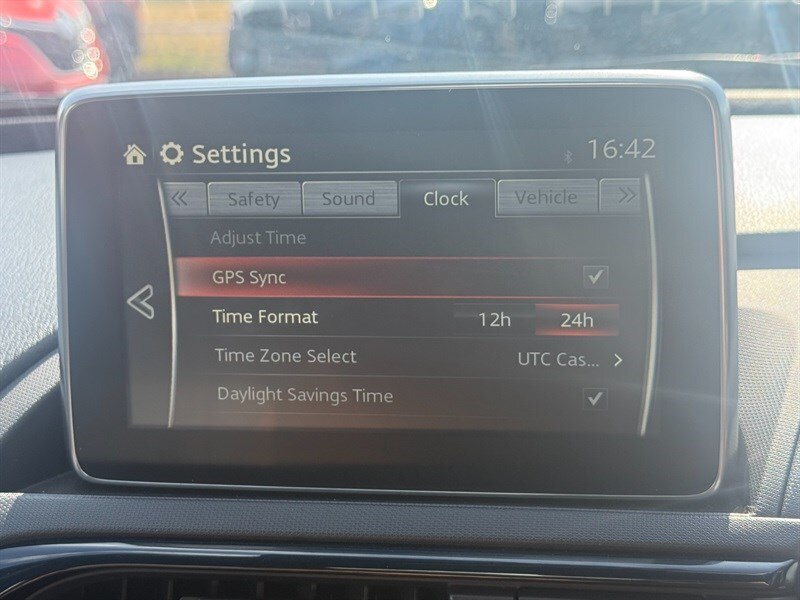 Settings 16:42
« Safety Sound Clock Vehicle »
Adjust Time
GPS Sync
Time Format 12h 24h
Time Zone Select UTC Cas... >
Daylight Savings Time